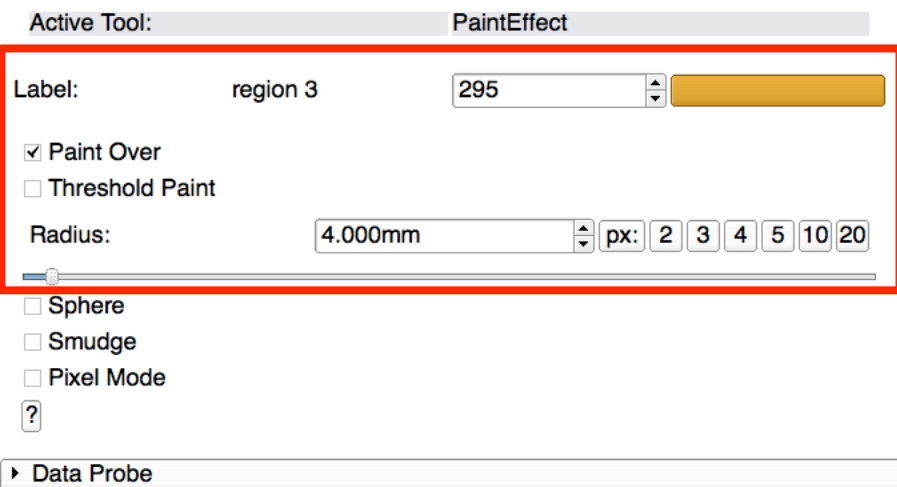 Active Tool: PaintEffect
Label: region 3 295
Paint Over
Threshold Paint
Radius: 4.000mm px: 2 3 4 5 10 20
Sphere
Smudge
Pixel Mode
?
Data Probe